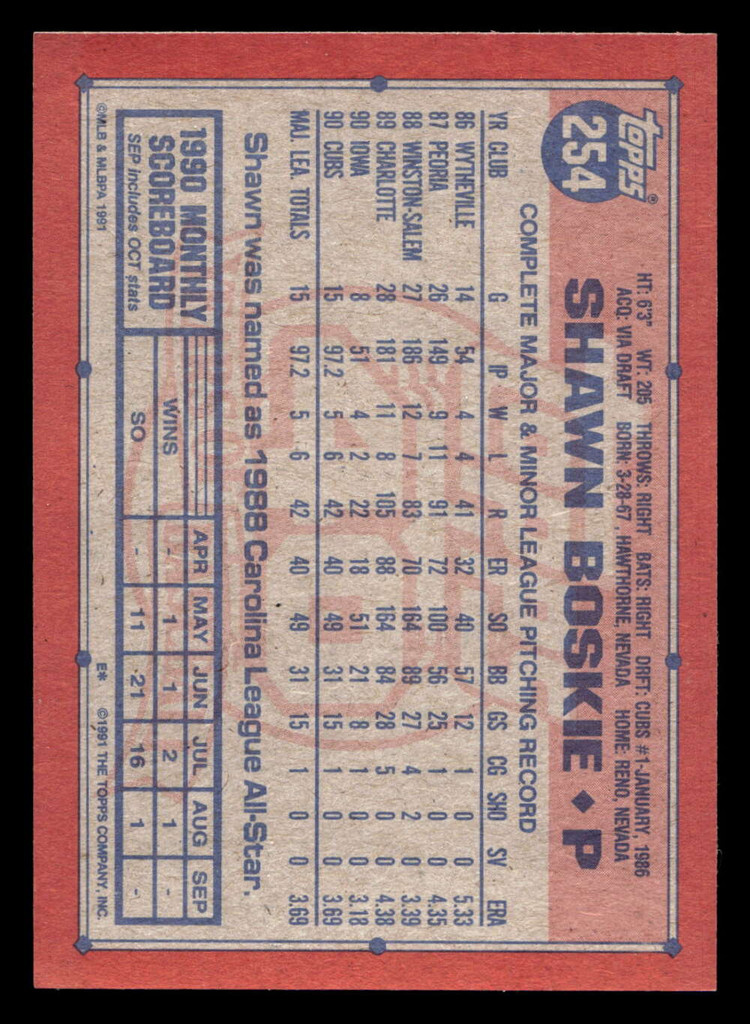 Topps®
254
HT: 6'3" WT: 205 THROWS: RIGHT BATS: RIGHT DRFT: CUBS #1-JANUARY, 1986
ACQ: VIA DRAFT BORN: 3-28-67, HAWTHORNE, NEVADA HOME: RENO, NEVADA
SHAWN BOSKIE ◆ P
COMPLETE MAJOR & MINOR LEAGUE PITCHING RECORD
YR CLUB G IP W L R ER SO BB GS CG SHO SV ERA
86 WYTHEVILLE 14 54 4 4 41 32 40 57 12 1 0 0 5.33
87 PEORIA 26 149 9 11 91 72 100 56 25 1 0 0 4.35
88 WINSTON-SALEM 27 186 12 7 83 70 164 89 27 4 2 0 3.39
89 CHARLOTTE 28 181 11 8 105 88 164 84 28 5 0 0 4.38
90 IOWA 8 51 4 2 22 18 51 21 8 1 0 0 3.18
90 CUBS 15 97.2 5 6 42 40 49 31 15 1 0 0 3.69
MAJ. LEA. TOTALS 15 97.2 5 6 42 40 49 31 15 1 0 0 3.69
Shawn was named as 1988 Carolina League All-Star.
1990 MONTHLY
SCOREBOARD
SEP includes OCT stats
APR MAY JUN JUL AUG SEP
WINS - 1 1 2 1 -
SO - 11 21 16 1 -
©MLB & MLBPA 1991 E* ©1991 THE TOPPS COMPANY, INC.